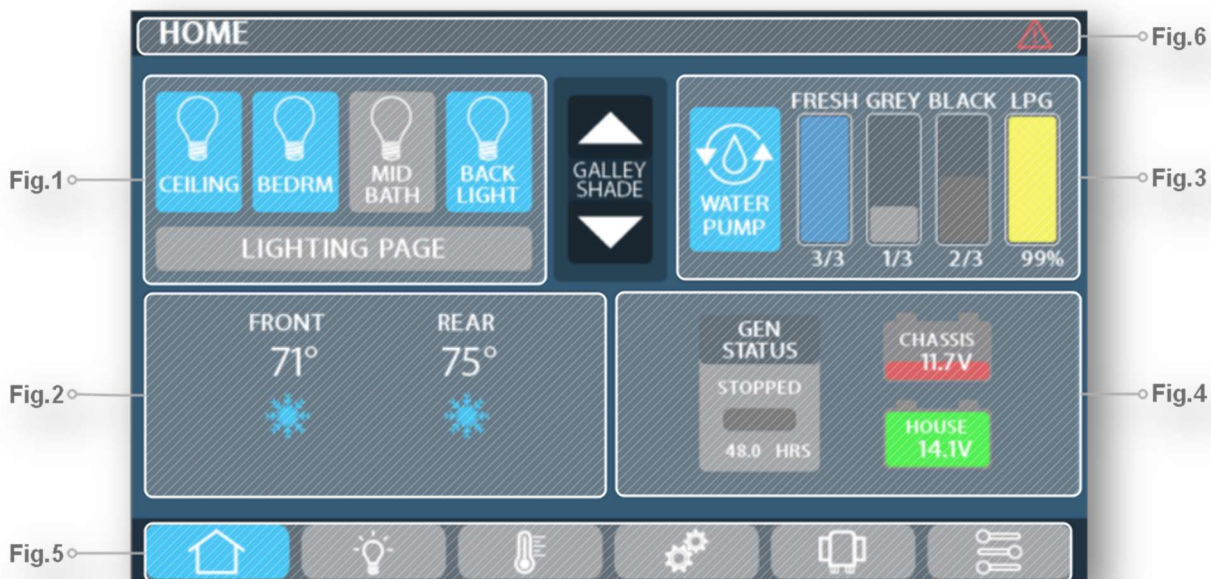 HOME
Fig.6
Fig.1
CEILING
BEDRM
MID
BATH
BACK
LIGHT
LIGHTING PAGE
GALLEY
SHADE
WATER
PUMP
FRESH GREY BLACK LPG
3/3 1/3 2/3 99%
Fig.3
Fig.2
FRONT
71°
REAR
75°
GEN
STATUS
STOPPED
48.0 HRS
CHASSIS
11.7V
HOUSE
14.1V
Fig.4
Fig.5